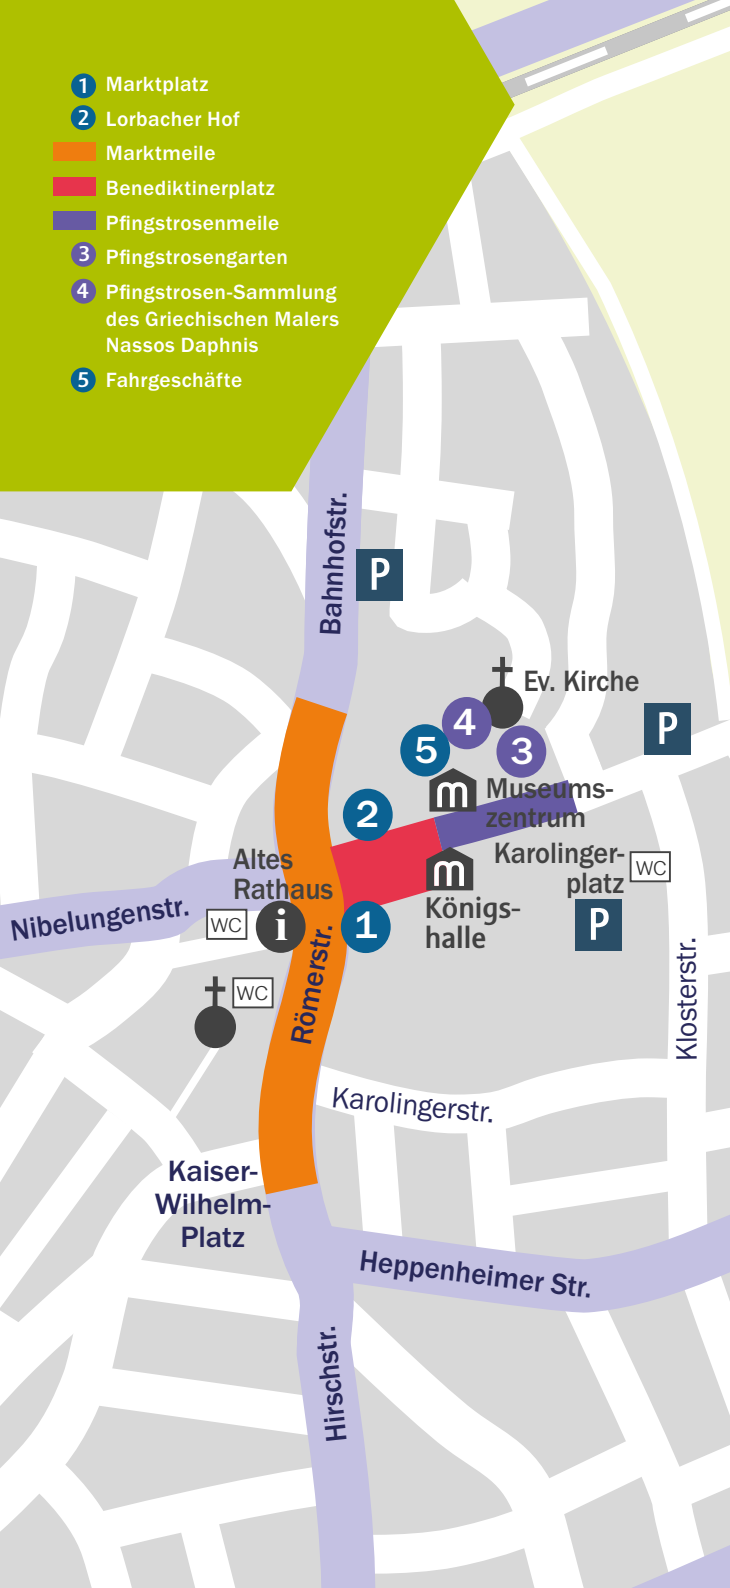 1 Marktplatz
2 Lorbacher Hof
Marktmeile
Benediktinerplatz
Pfingstrosenmeile
3 Pfingstrosengarten
4 Pfingstrosen-Sammlung
des Griechischen Malers
Nassos Daphnis
5 Fahrgeschäfte
Bahnhofstr.
P
Ev. Kirche
4
3
5
P
Museums-
zentrum
m
2
Karolinger-
platz
WC
Altes
Rathaus
m
Königs-
halle
P
Nibelungenstr.
WC
i
1
Römerstr.
Klosterstr.
WC
Karolingerstr.
Kaiser-
Wilhelm-
Platz
Heppenheimer Str.
Hirschstr.